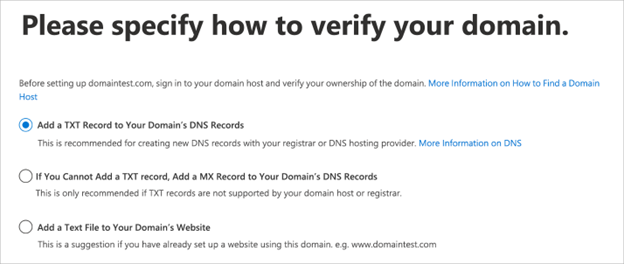 Please specify how to verify your domain.
Before setting up domaintest.com, sign in to your domain host and verify your ownership of the domain. More Information on How to Find a Domain
Host
Add a TXT Record to Your Domain's DNS Records
This is recommended for creating new DNS records with your registrar or DNS hosting provider. More Information on DNS
If You Cannot Add a TXT record, Add a MX Record to Your Domain's DNS Records
This is only recommended if TXT records are not supported by your domain host or registrar.
Add a Text File to Your Domain's Website
This is a suggestion if you have already set up a website using this domain. e.g. www.domaintest.com